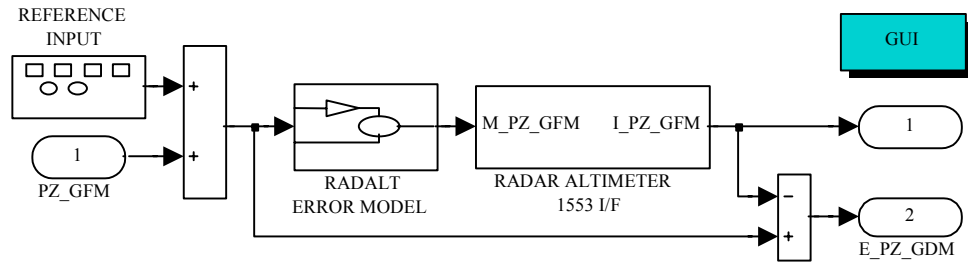 REFERENCE
INPUT
GUI
+
M_PZ_GFM
I_PZ_GFM
1
1
+
PZ_GFM
RADALT
ERROR MODEL
RADAR ALTIMETER
1553 I/F
−
2
+
E_PZ_GDM